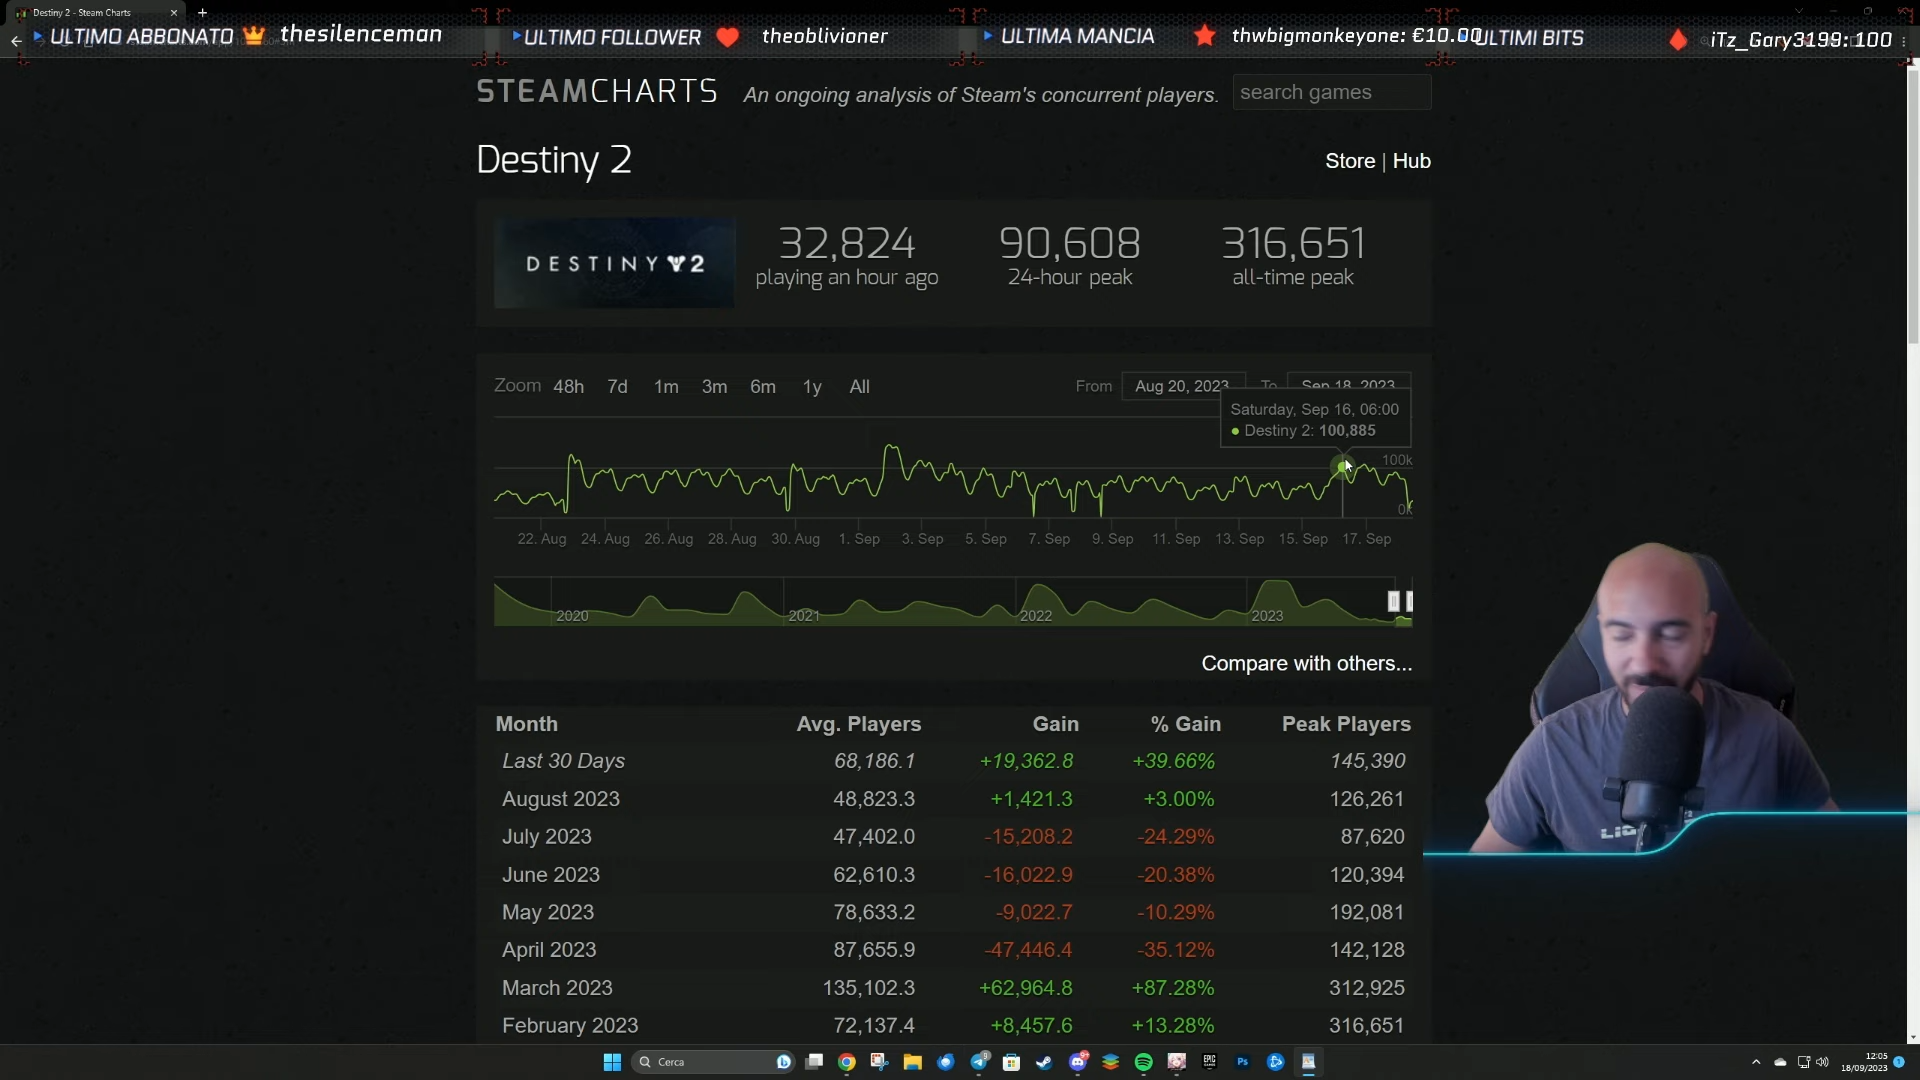 Destiny 2 - Steam Charts
ULTIMO ABBONATO thesilenceman
ULTIMO FOLLOWER theoblivioner
ULTIMA MANCIA thwbigmonkeyone: €10.00
ULTIMI BITS iTz_Gary3199: 100
STEAMCHARTS An ongoing analysis of Steam's concurrent players. search games
Destiny 2 Store | Hub
DESTINY 2
32,824 90,608 316,651
playing an hour ago 24-hour peak all-time peak
Zoom 48h 7d 1m 3m 6m 1y All From Aug 20, 2023 To Sep 18, 2023
Saturday, Sep 16, 06:00
Destiny 2: 100,885
100k
0k
22. Aug 24. Aug 26. Aug 28. Aug 30. Aug 1. Sep 3. Sep 5. Sep 7. Sep 9. Sep 11. Sep 13. Sep 15. Sep 17. Sep
2020 2021 2022 2023
Compare with others...
Month Avg. Players Gain % Gain Peak Players
Last 30 Days 68,186.1 +19,362.8 +39.66% 145,390
August 2023 48,823.3 +1,421.3 +3.00% 126,261
July 2023 47,402.0 -15,208.2 -24.29% 87,620
June 2023 62,610.3 -16,022.9 -20.38% 120,394
May 2023 78,633.2 -9,022.7 -10.29% 192,081
April 2023 87,655.9 -47,446.4 -35.12% 142,128
March 2023 135,102.3 +62,964.8 +87.28% 312,925
February 2023 72,137.4 +8,457.6 +13.28% 316,651
Cerca
12:05
18/09/2023